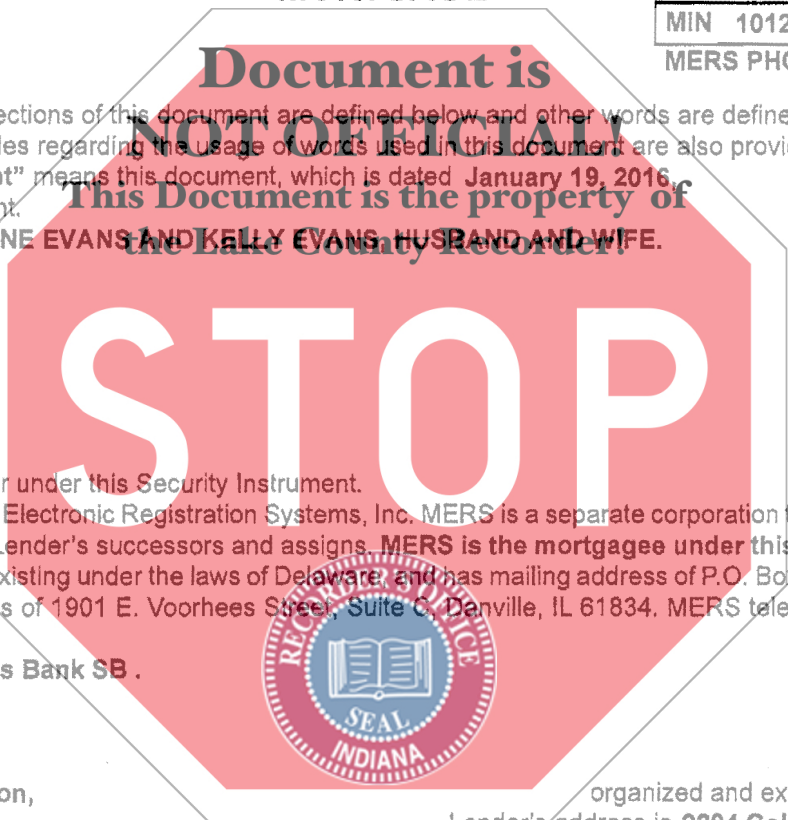 MIN 1012
Document is
MERS PHO
ections of this document are defined below and other words are define
NOT OFFICIAL!
les regarding the usage of words used in this document are also provi
nt” means this document, which is dated January 19, 2016,
This Document is the property of
nt.
NE EVANS AND KELLY EVANS, HUSBAND AND WIFE.
the Lake County Recorder!
STOP
r under this Security Instrument.
Electronic Registration Systems, Inc. MERS is a separate corporation t
Lender's successors and assigns. MERS is the mortgagee under this
xisting under the laws of Delaware, and has mailing address of P.O. Bo
s of 1901 E. Voorhees Street, Suite C, Danville, IL 61834. MERS tele
RECORDER'S OFFICE
s Bank SB .
SEAL
INDIANA
on,
organized and ex
Lender's address is